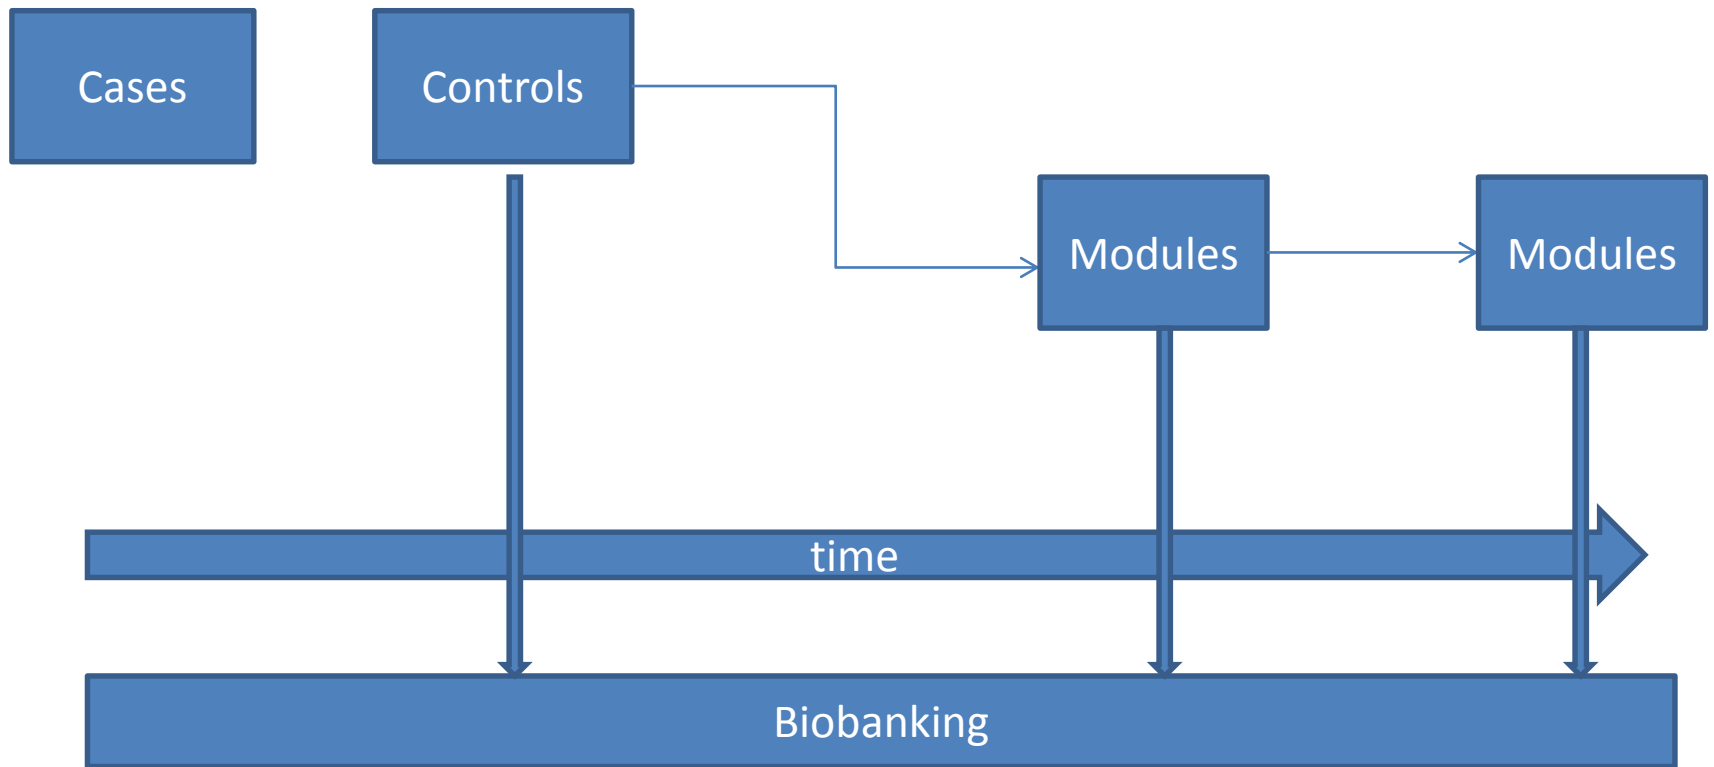 Cases
Controls
Modules
Modules
time
Biobanking